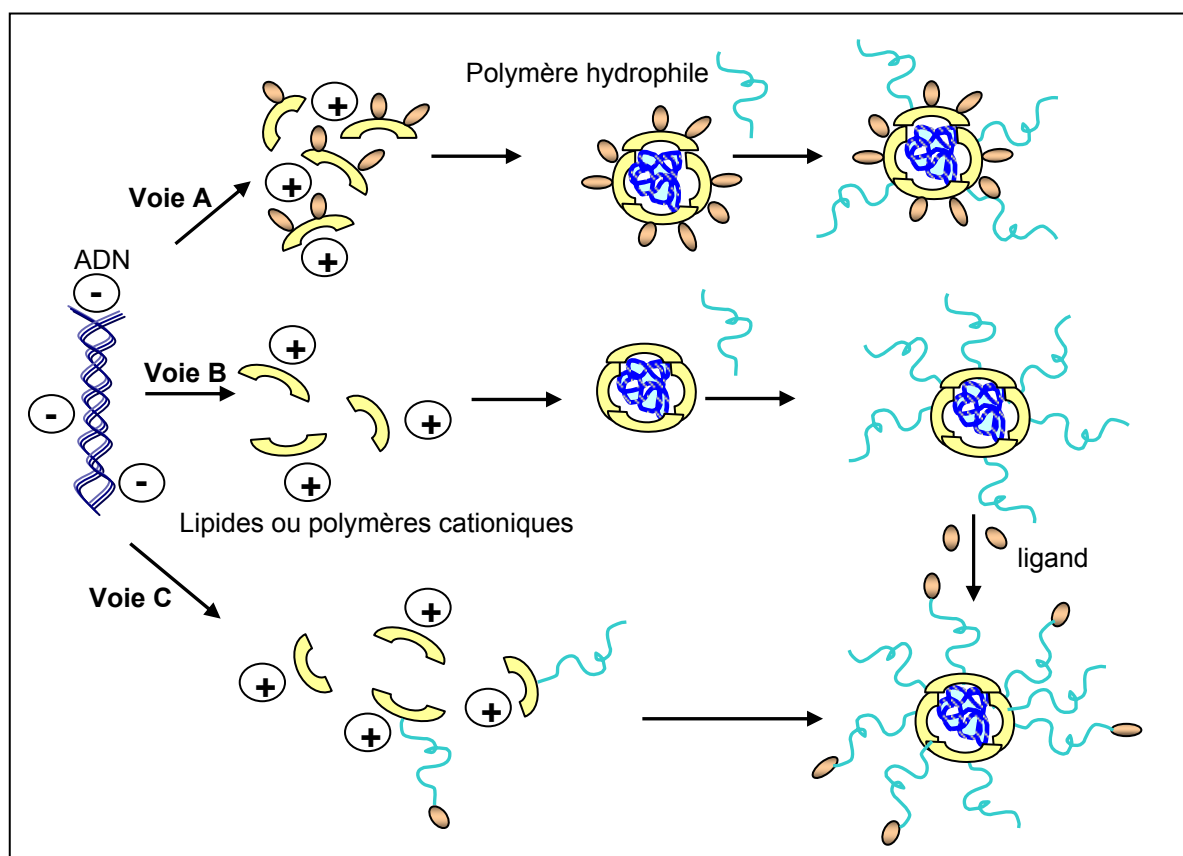 Polymère hydrophile
+
+
+
Voie A
ADN
-
+
Voie B
-
+
+
-
Lipides ou polymères cationiques
ligand
Voie C
+
+
+
+